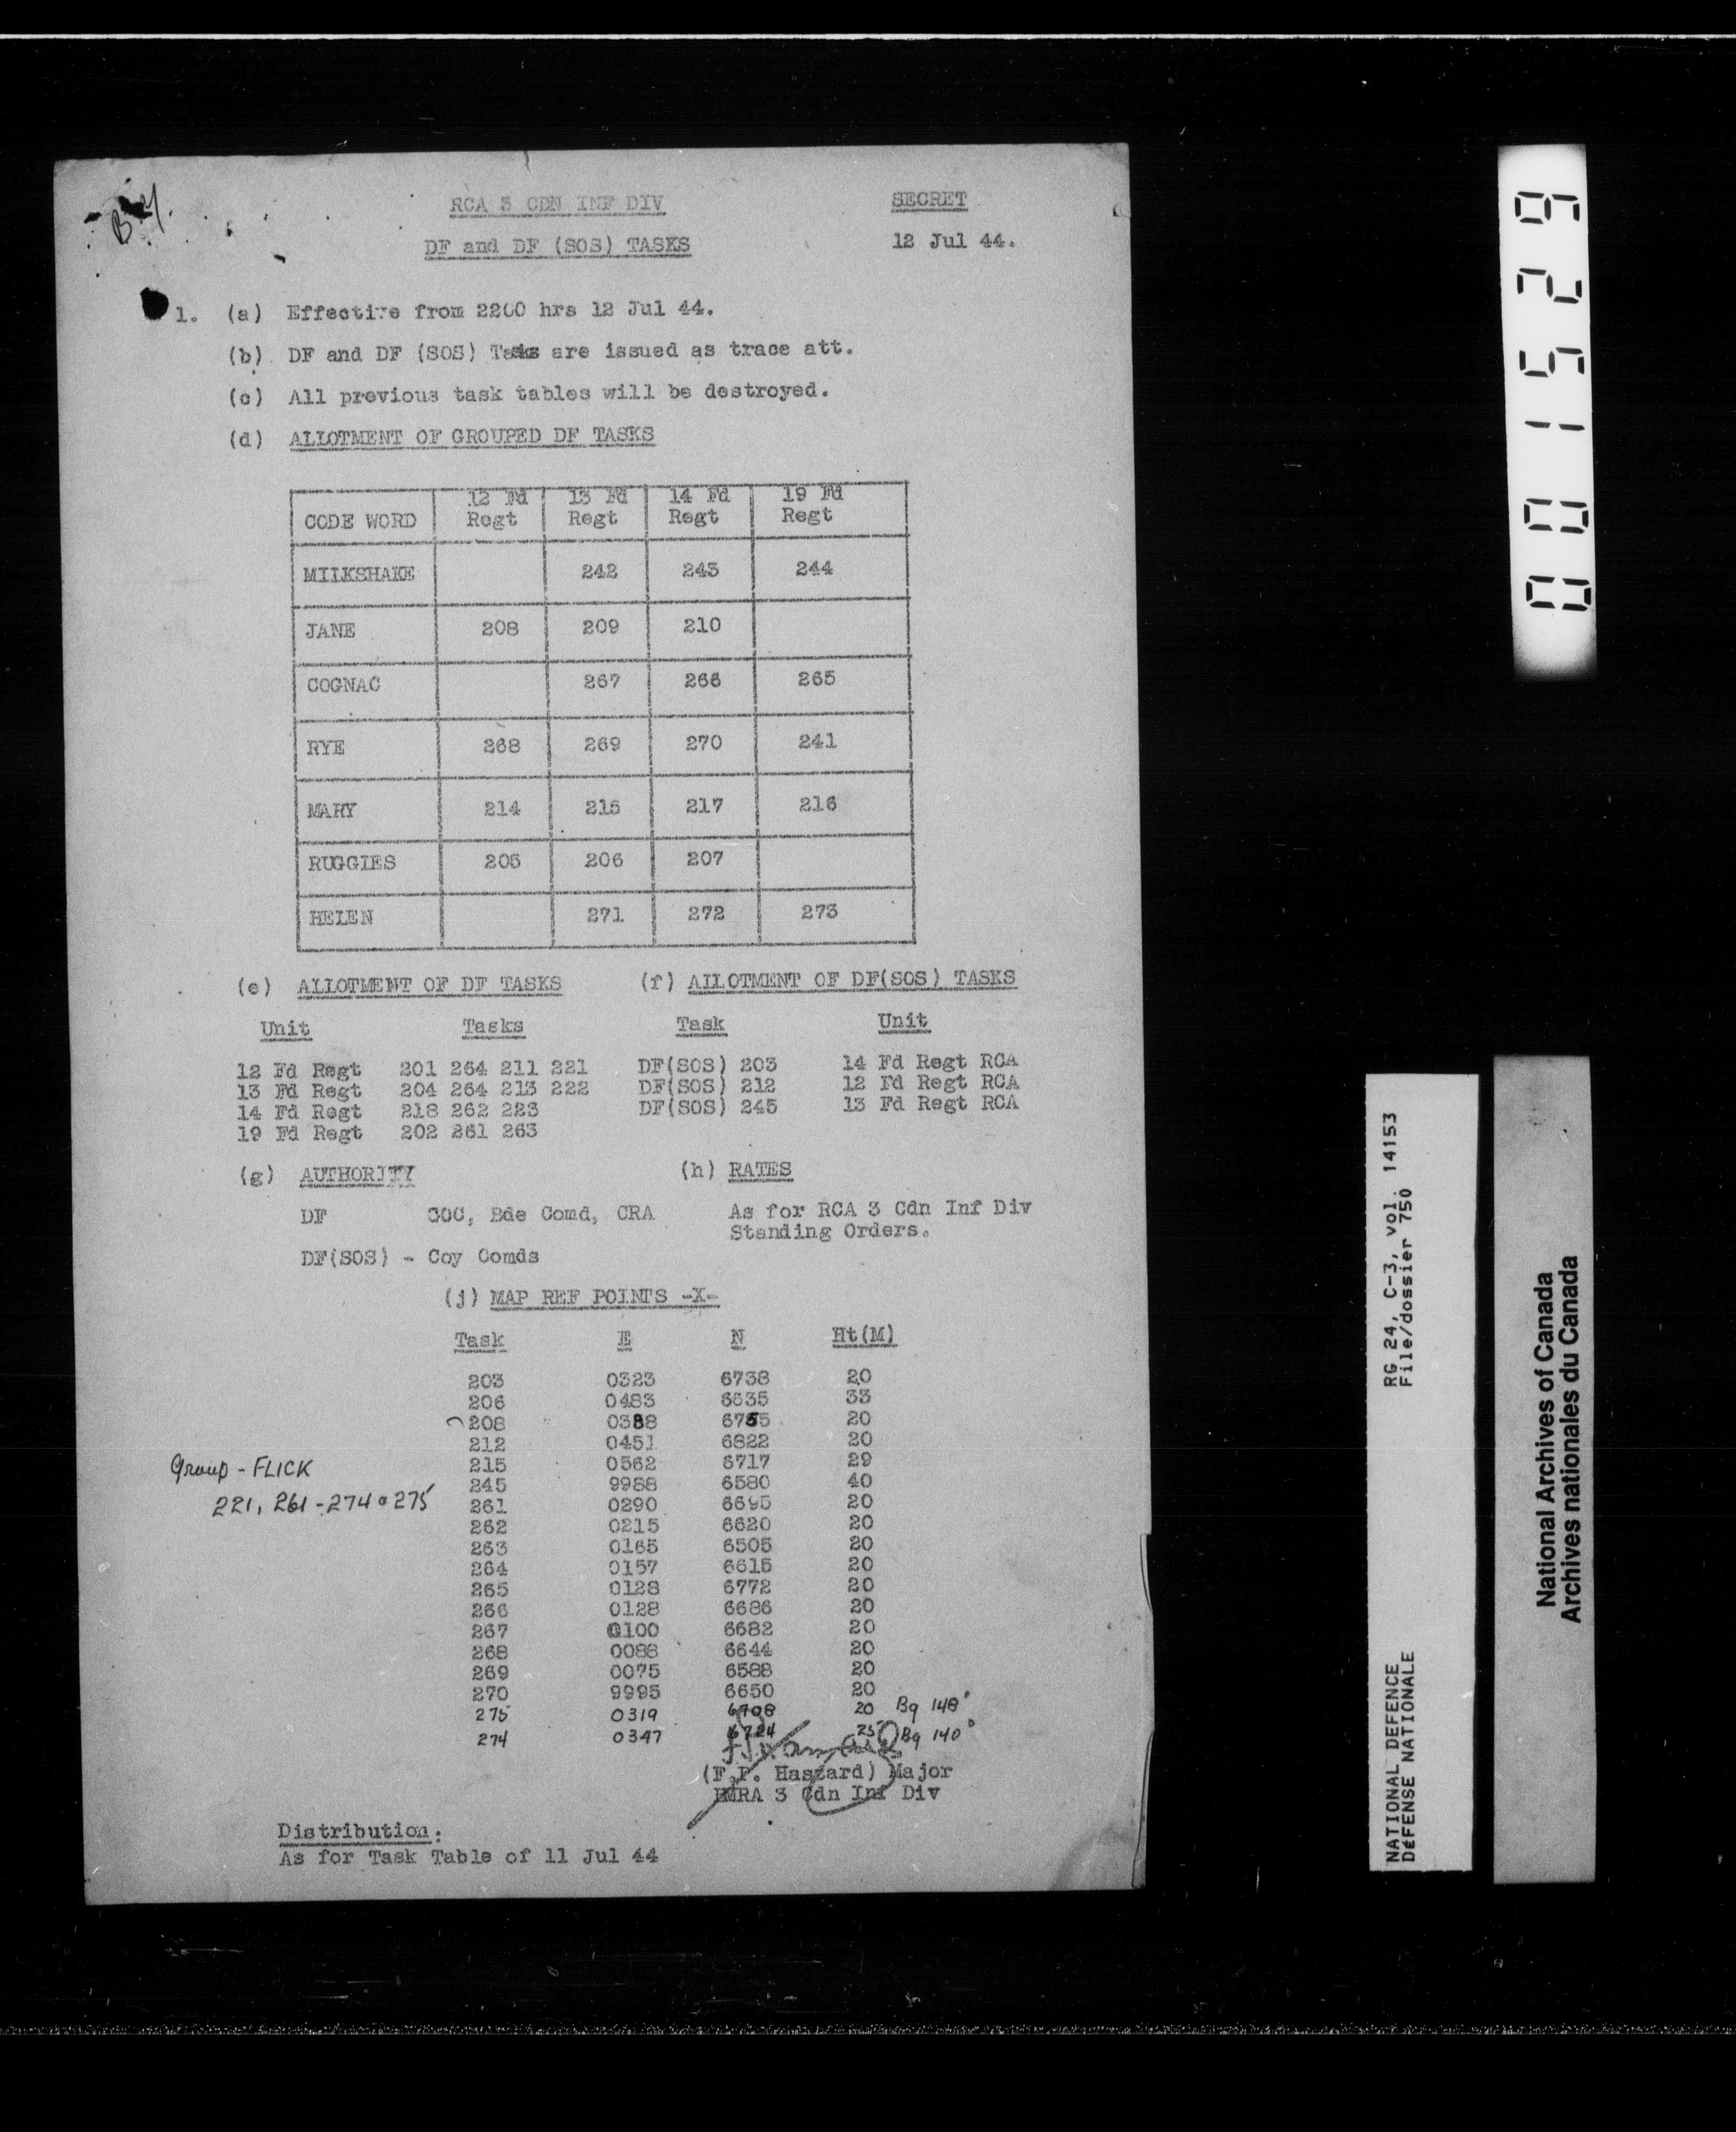 B
RCA 3 CDN INF DIV
SECRET
DF and DF (SOS) TASKS
12 Jul 44.
1. (a) Effective from 2200 hrs 12 Jul 44.
(b) DF and DF (SOS) Tasks are issued as trace att.
(c) All previous task tables will be destroyed.
(d) ALLOTMENT OF GROUPED DF TASKS
CODE WORD 12 Fd Regt 13 Fd Regt 14 Fd Regt 19 Fd Regt
MILKSHAKE 242 243 244
JANE 208 209 210
COGNAC 267 266 265
RYE 268 269 270 241
MARY 214 215 217 216
RUGGIES 205 206 207
HELEN 271 272 273
(e) ALLOTMENT OF DF TASKS (f) ALLOTMENT OF DF(SOS) TASKS
Unit Tasks Task Unit
12 Fd Regt 201 264 211 221 DF(SOS) 203 14 Fd Regt RCA
13 Fd Regt 204 264 213 222 DF(SOS) 212 12 Fd Regt RCA
14 Fd Regt 218 262 223 DF(SOS) 245 13 Fd Regt RCA
19 Fd Regt 202 261 263
(g) AUTHORITY (h) RATES
DF GOC, Bde Comd, CRA As for RCA 3 Cdn Inf Div
Standing Orders.
DF(SOS) - Coy Comds
(j) MAP REF POINTS -X-
Task E N Ht(M)
203 0323 6738 20
206 0483 6635 33
208 0388 6755 20
212 0451 6822 20
215 0562 6717 29
245 9988 6580 40
261 0290 6695 20
262 0215 6620 20
263 0165 6505 20
264 0157 6615 20
265 0128 6772 20
266 0128 6686 20
267 0100 6682 20
268 0088 6644 20
269 0075 6588 20
270 9995 6650 20
275 0319 6708 20 Bg 148°
274 0347 6724 25 Bg 140°
Group - FLICK
221, 261 - 274 & 275
(F.P. Haszard) Major
BMRA 3 Cdn Inf Div
Distribution:
As for Task Table of 11 Jul 44
001529
RG 24, C-3, vol. 14153
File/dossier 750
NATIONAL DEFENCE
DéFENSE NATIONALE
National Archives of Canada
Archives nationales du Canada